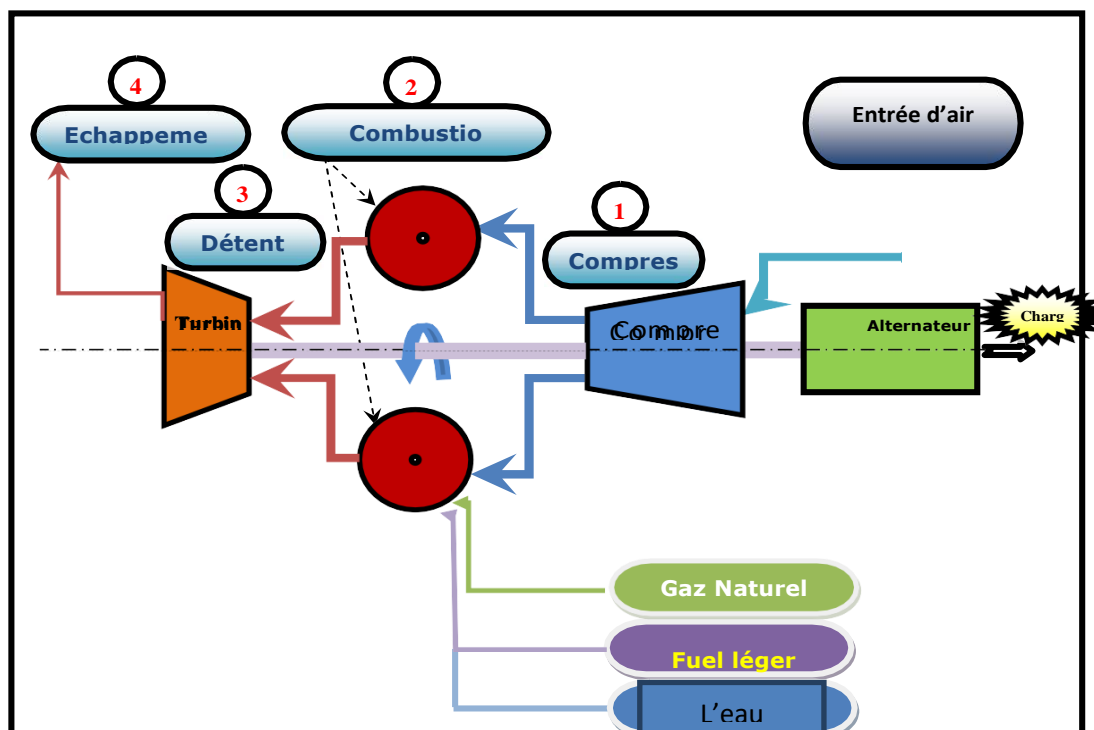 4
2
Echappeme
Combustio
Entrée d'air
3
1
Détent
Compres
Turbin
Compre
Compr
Alternateur
Charg
Gaz Naturel
Fuel léger
L'eau